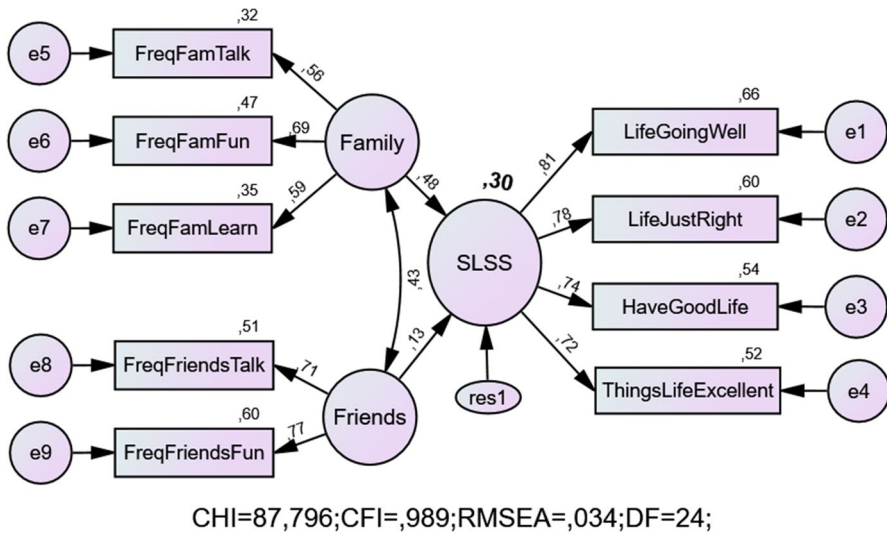 ,32
e5
FreqFamTalk
,56
,47
e6
FreqFamFun
,69
Family
,35
e7
FreqFamLearn
,59
,48
,30
SLSS
,43
,13
res1
,51
e8
FreqFriendsTalk
,71
Friends
,60
e9
FreqFriendsFun
,77
,66
,81
LifeGoingWell
e1
,60
,78
LifeJustRight
e2
,54
,74
HaveGoodLife
e3
,52
,72
ThingsLifeExcellent
e4
CHI=87,796;CFI=,989;RMSEA=,034;DF=24;